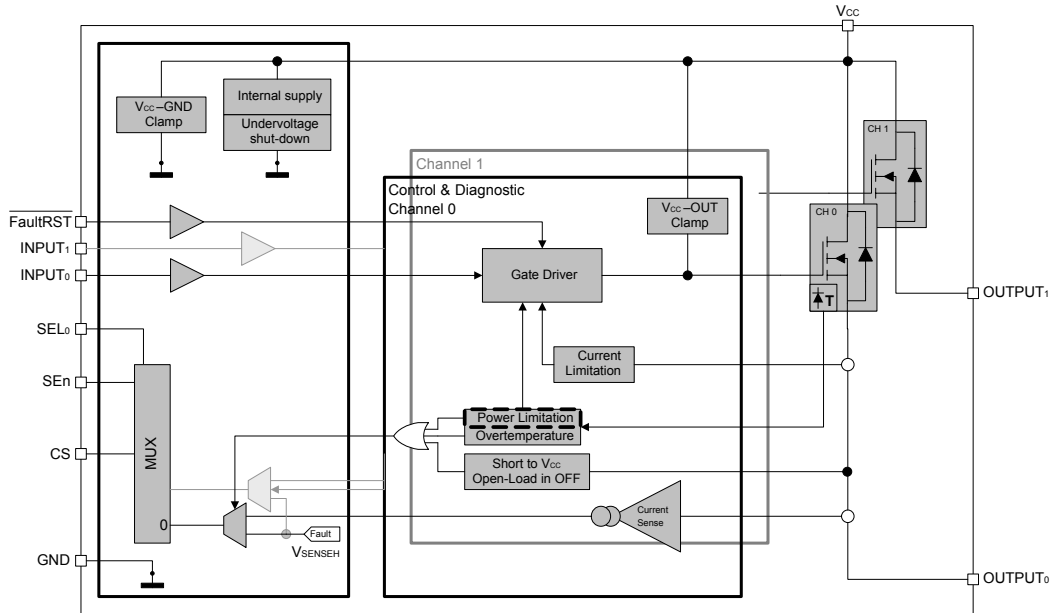 Vcc
Vcc–GND
Clamp
Internal supply
Undervoltage
shut-down
CH 1
Channel 1
Control & Diagnostic
Channel 0
Vcc–OUT
Clamp
CH 0
FaultRST
INPUT1
INPUT0
Gate Driver
T
OUTPUT1
SEL0
SEn
CS
Current
Limitation
Power Limitation
Overtemperature
MUX
Short to Vcc
Open-Load in OFF
0
Current
Sense
Fault
VSENSEH
GND
OUTPUT0